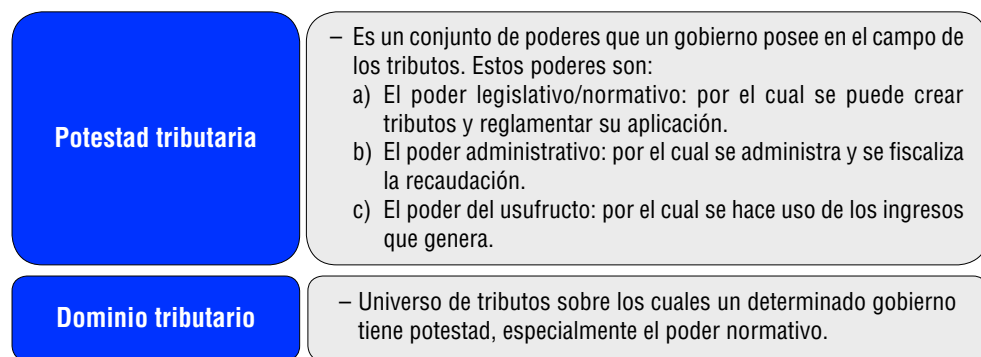 Potestad tributaria
– Es un conjunto de poderes que un gobierno posee en el campo de
los tributos. Estos poderes son:
a) El poder legislativo/normativo: por el cual se puede crear
tributos y reglamentar su aplicación.
b) El poder administrativo: por el cual se administra y se fiscaliza
la recaudación.
c) El poder del usufructo: por el cual se hace uso de los ingresos
que genera.
Dominio tributario
– Universo de tributos sobre los cuales un determinado gobierno
tiene potestad, especialmente el poder normativo.